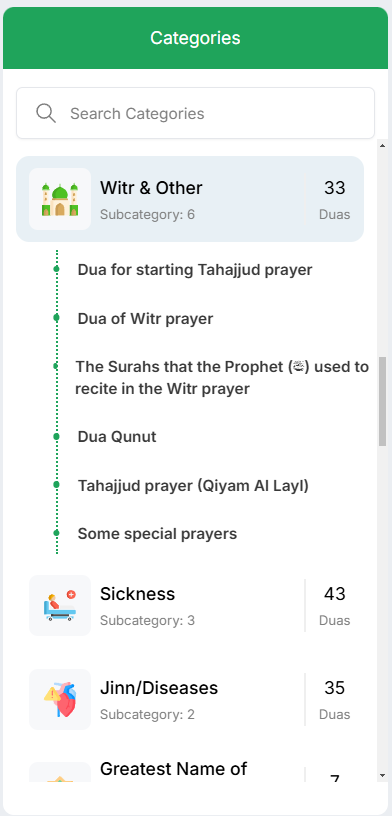 Categories
Search Categories
Witr & Other
33
Subcategory: 6
Duas
Dua for starting Tahajjud prayer
Dua of Witr prayer
The Surahs that the Prophet (ﷺ) used to
recite in the Witr prayer
Dua Qunut
Tahajjud prayer (Qiyam Al Layl)
Some special prayers
Sickness
43
Subcategory: 3
Duas
Jinn/Diseases
35
Subcategory: 2
Duas
Greatest Name of
7